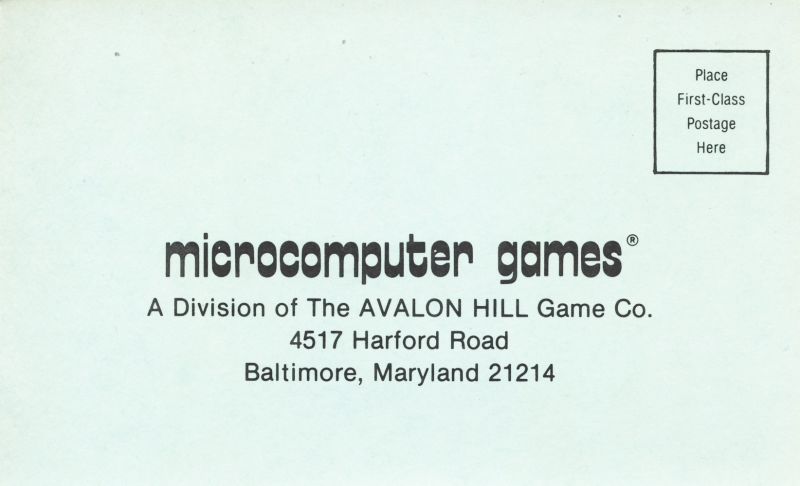 Place
First-Class
Postage
Here
microcomputer games®
A Division of The AVALON HILL Game Co.
4517 Harford Road
Baltimore, Maryland 21214